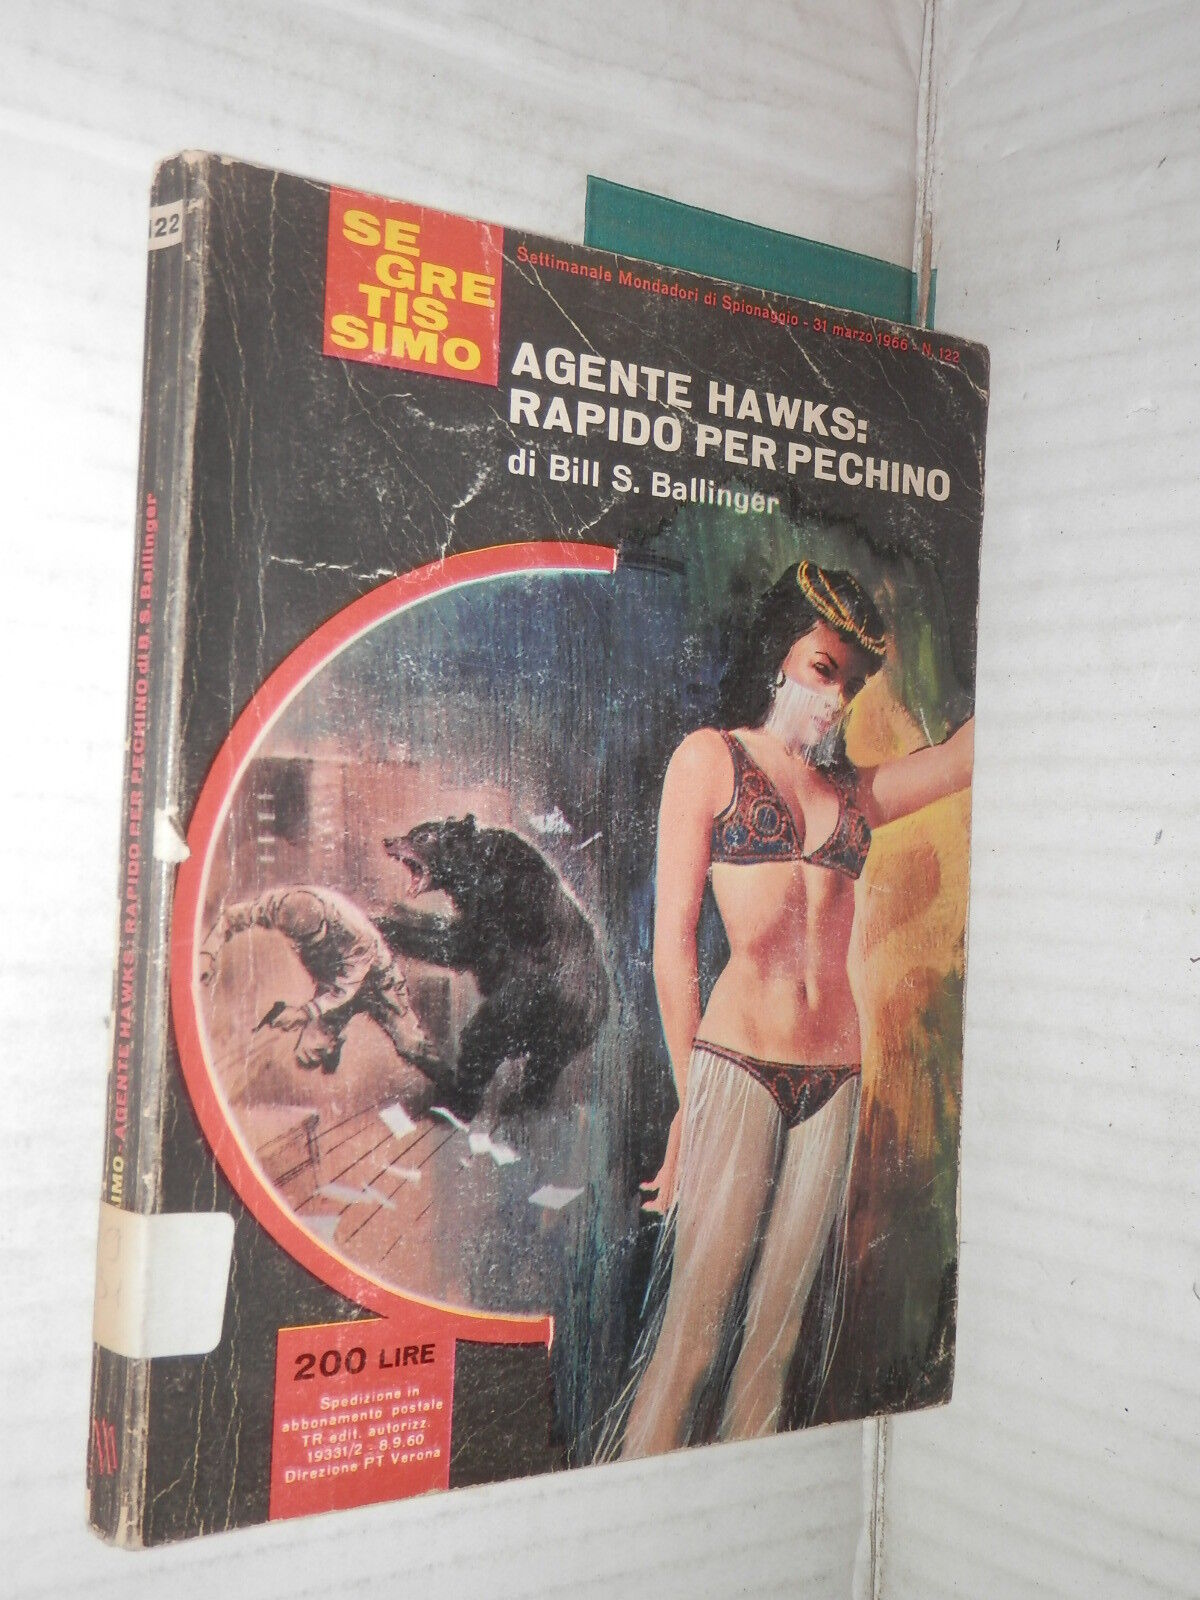 SE
GRE
TIS
SIMO
Settimanale Mondadori di Spionaggio - 31 marzo 1966 - N. 122
AGENTE HAWKS:
RAPIDO PER PECHINO
di Bill S. Ballinger
200 LIRE
Spedizione in
abbonamento postale
TR edit. autorizz.
19331/2 - 8.9.60
Direzione PT Verona
122
IMO - AGENTE HAWKS: RAPIDO PER PECHINO di B. S. Ballinger